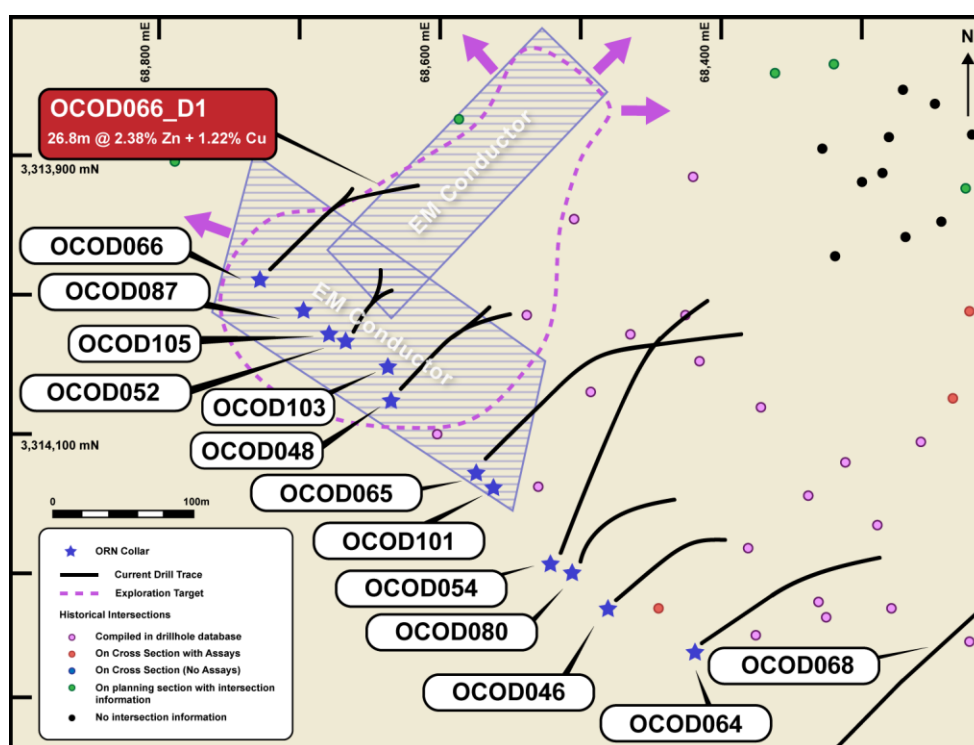 68,800 mE
68,600 mE
68,400 mE
N
OCOD066_D1
26.8m @ 2.38% Zn + 1.22% Cu
3,313,900 mN
EM Conductor
OCOD066
OCOD087
EM Conductor
OCOD105
OCOD052
OCOD103
OCOD048
3,314,100 mN
OCOD065
0
100m
OCOD101
ORN Collar
OCOD054
Current Drill Trace
Exploration Target
OCOD080
Historical Intersections
Compiled in drillhole database
On Cross Section with Assays
On Cross Section (No Assays)
On planning section with intersection
information
No intersection information
OCOD068
OCOD046
OCOD064